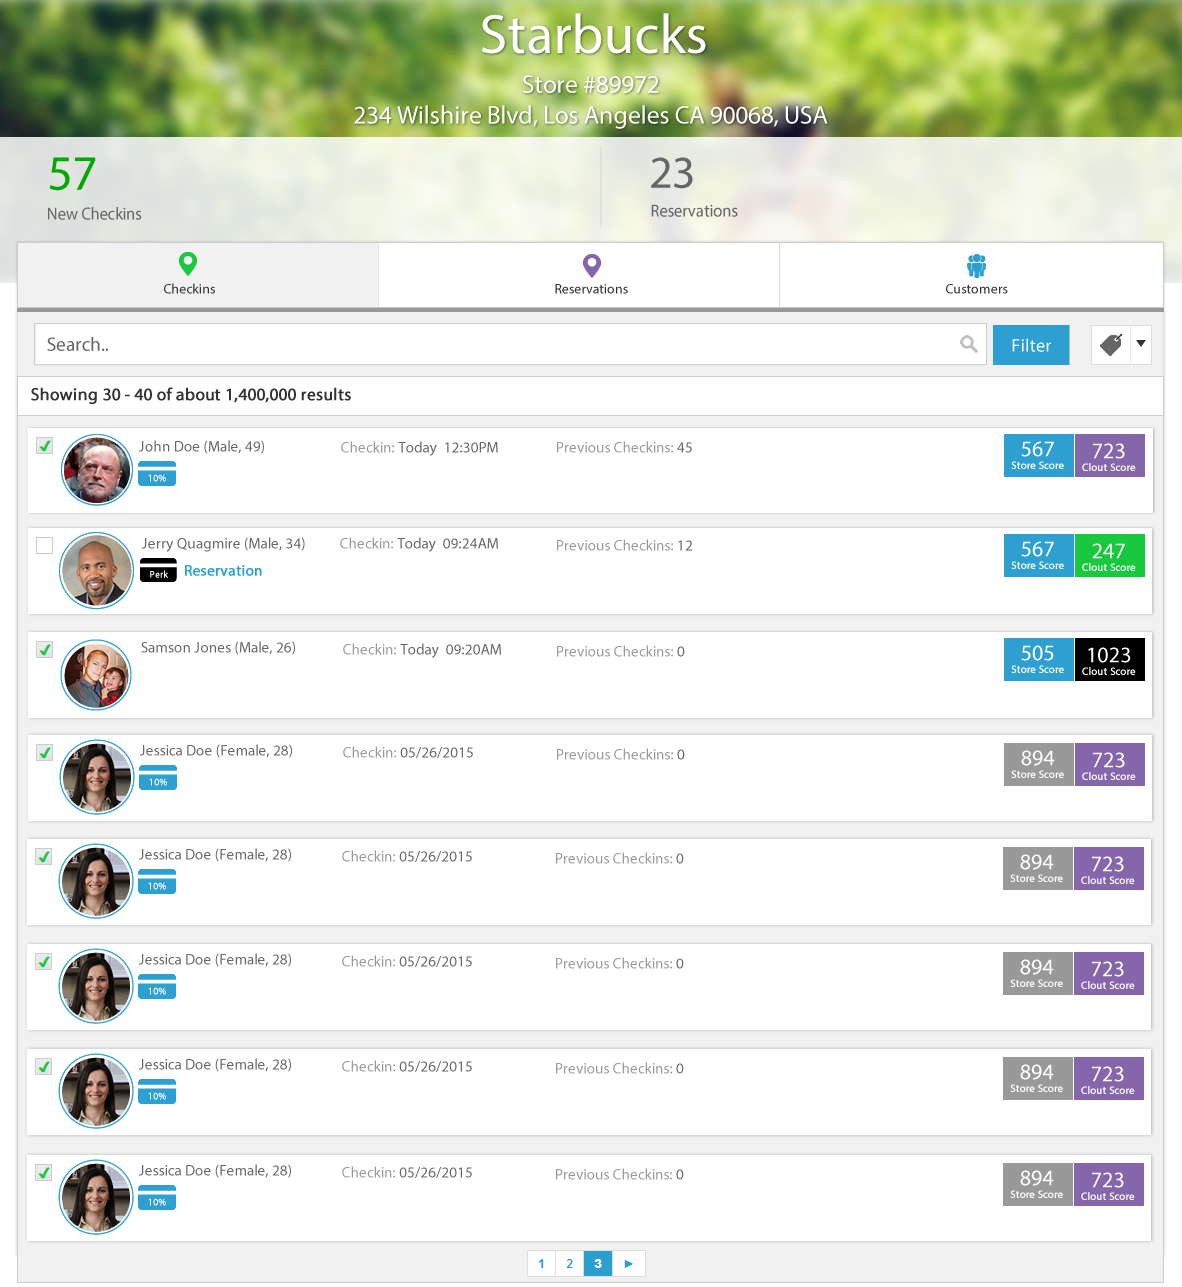 Starbucks
Store #89972
234 Wilshire Blvd, Los Angeles CA 90068, USA
57
New Checkins
23
Reservations
Checkins
Reservations
Customers
Search..
Filter
Showing 30 - 40 of about 1,400,000 results
John Doe (Male, 49)
10%
Checkin: Today 12:30PM
Previous Checkins: 45
567
Store Score
723
Clout Score
Jerry Quagmire (Male, 34)
Perk
Reservation
Checkin: Today 09:24AM
Previous Checkins: 12
567
Store Score
247
Clout Score
Samson Jones (Male, 26)
Checkin: Today 09:20AM
Previous Checkins: 0
505
Store Score
1023
Clout Score
Jessica Doe (Female, 28)
10%
Checkin: 05/26/2015
Previous Checkins: 0
894
Store Score
723
Clout Score
Jessica Doe (Female, 28)
10%
Checkin: 05/26/2015
Previous Checkins: 0
894
Store Score
723
Clout Score
Jessica Doe (Female, 28)
10%
Checkin: 05/26/2015
Previous Checkins: 0
894
Store Score
723
Clout Score
Jessica Doe (Female, 28)
10%
Checkin: 05/26/2015
Previous Checkins: 0
894
Store Score
723
Clout Score
Jessica Doe (Female, 28)
10%
Checkin: 05/26/2015
Previous Checkins: 0
894
Store Score
723
Clout Score
1 2 3